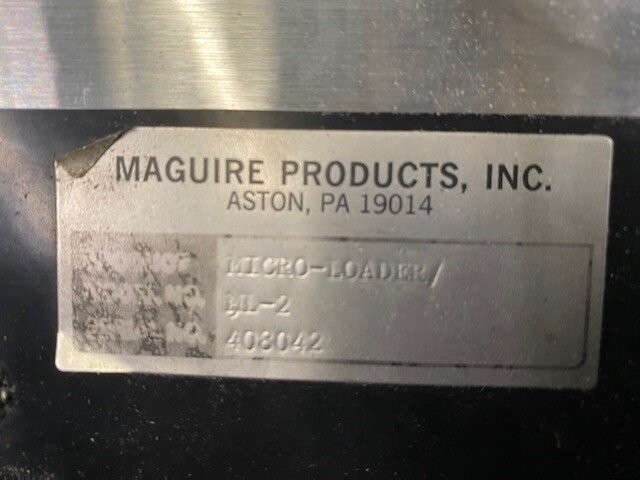 MAGUIRE PRODUCTS, INC.
ASTON, PA 19014
MICRO-LOADER/
ML-2
408042